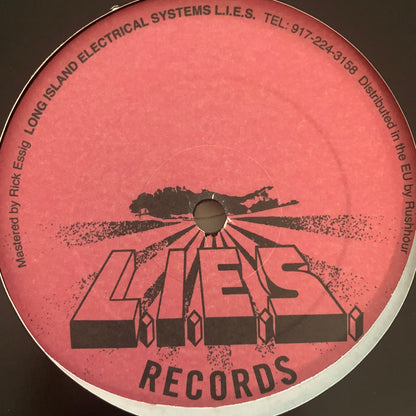 Mastered by Rick Essig LONG ISLAND ELECTRICAL SYSTEMS L.I.E.S. TEL: 917-224-3158 Distributed in the EU by Rushhour
L.I.E.S.
RECORDS